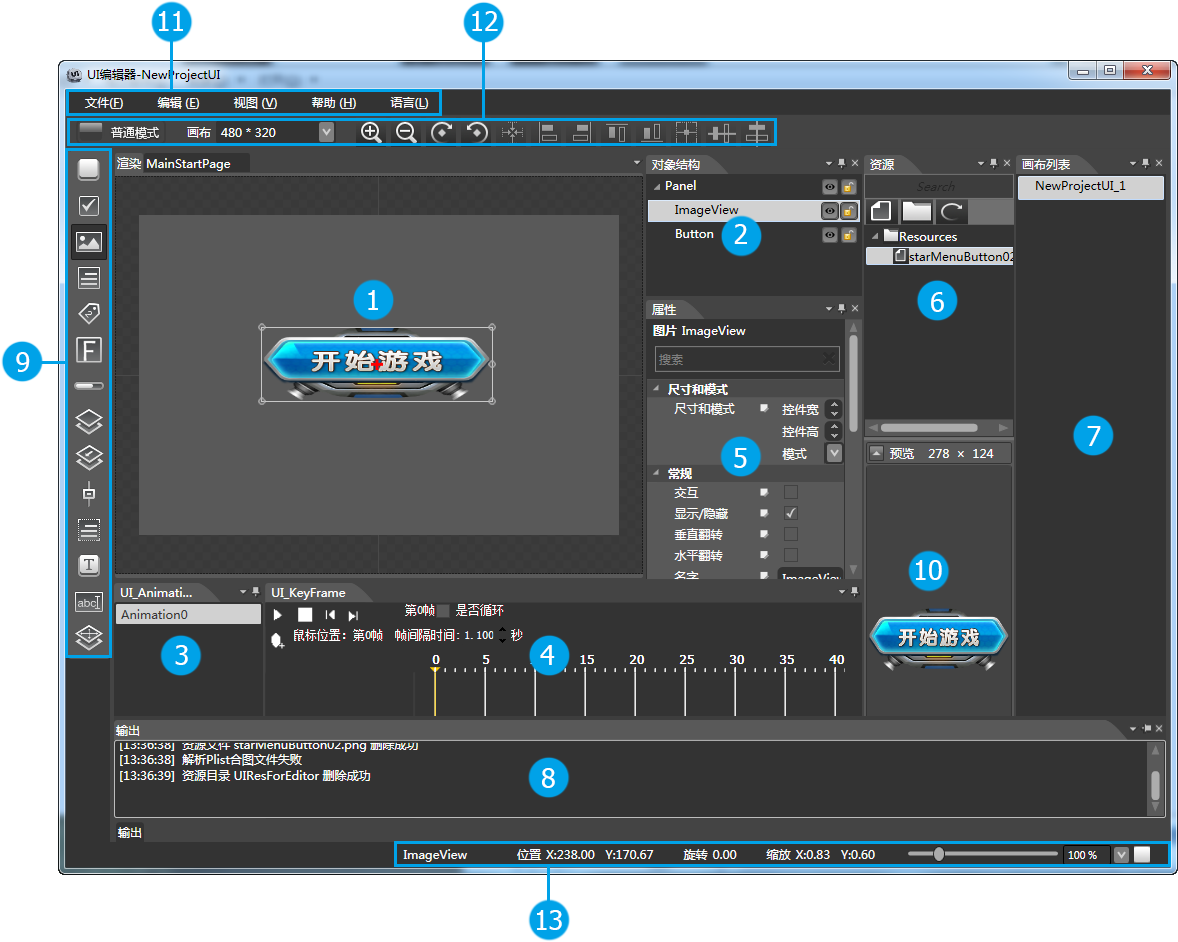 11
12
UI编辑器-NewProjectUI
文件(F) 编辑 (E) 视图 (V) 帮助 (H) 语言(L)
普通模式 画布 480 * 320
渲染 MainStartPage
对象结构
Panel
ImageView
Button
2
资源
Search
Resources
starMenuButton02
6
画布列表
NewProjectUI_1
7
9
F
2
T
abc
1
开始游戏
属性
图片 ImageView
搜索
尺寸和模式
尺寸和模式 控件宽
控件高
模式
5
常规
交互
显示/隐藏
垂直翻转
水平翻转
名字 ImageView
预览 278 x 124
10
开始游戏
UI_Animati...
Animation0
3
UI_KeyFrame
第0帧 是否循环
鼠标位置: 第0帧 帧间隔时间: 1.100 秒
4
0 5 15 20 25 30 35 40
输出
[13:36:38] 资源文件 starMenuButton02.png 删除成功
[13:36:38] 解析Plist合图文件失败
[13:36:39] 资源目录 UIResForEditor 删除成功
8
输出
ImageView 位置 X:238.00 Y:170.67 旋转 0.00 缩放 X:0.83 Y:0.60 100 %
13